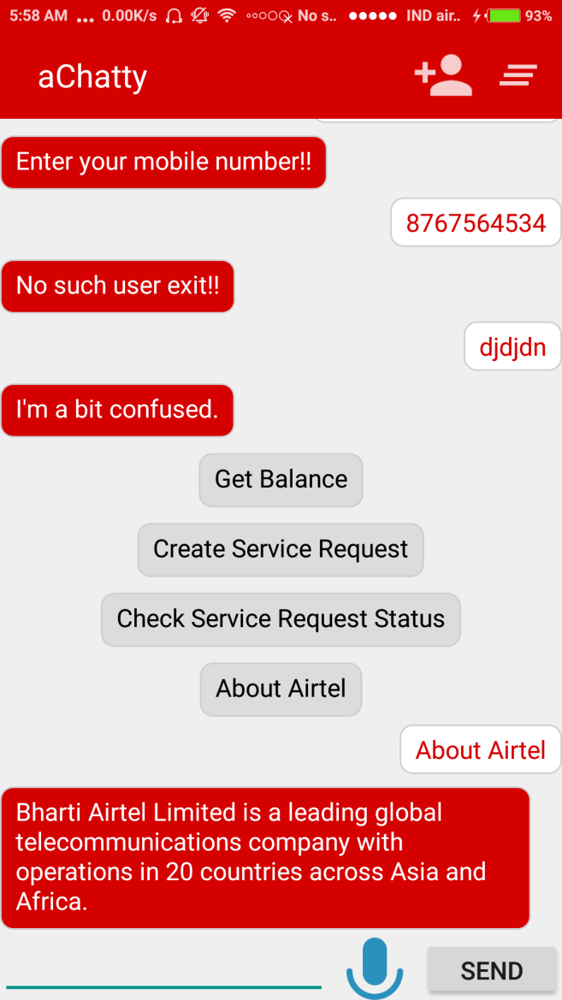 5:58 AM ... 0.00K/s No s.. IND air.. 93%
aChatty
Enter your mobile number!!
8767564534
No such user exit!!
djdjdn
I'm a bit confused.
Get Balance
Create Service Request
Check Service Request Status
About Airtel
About Airtel
Bharti Airtel Limited is a leading global
telecommunications company with
operations in 20 countries across Asia and
Africa.
SEND